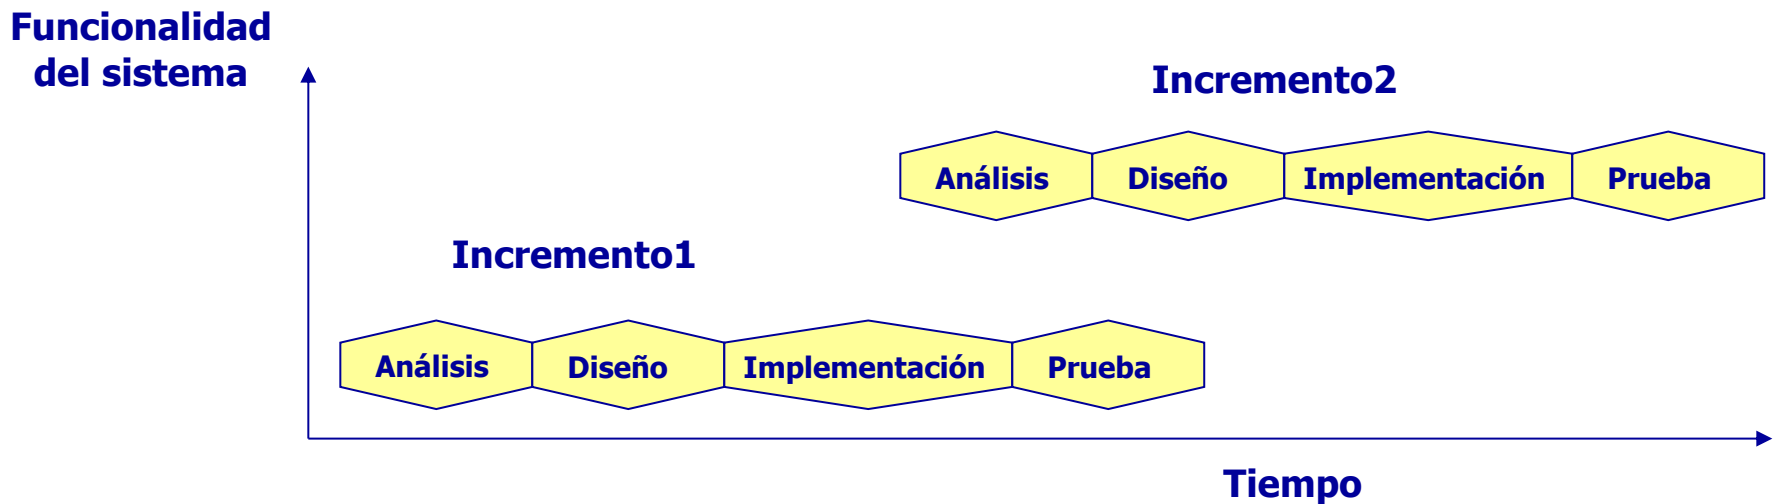 Funcionalidad
del sistema
Incremento2
Análisis
Diseño
Implementación
Prueba
Incremento1
Análisis
Diseño
Implementación
Prueba
Tiempo